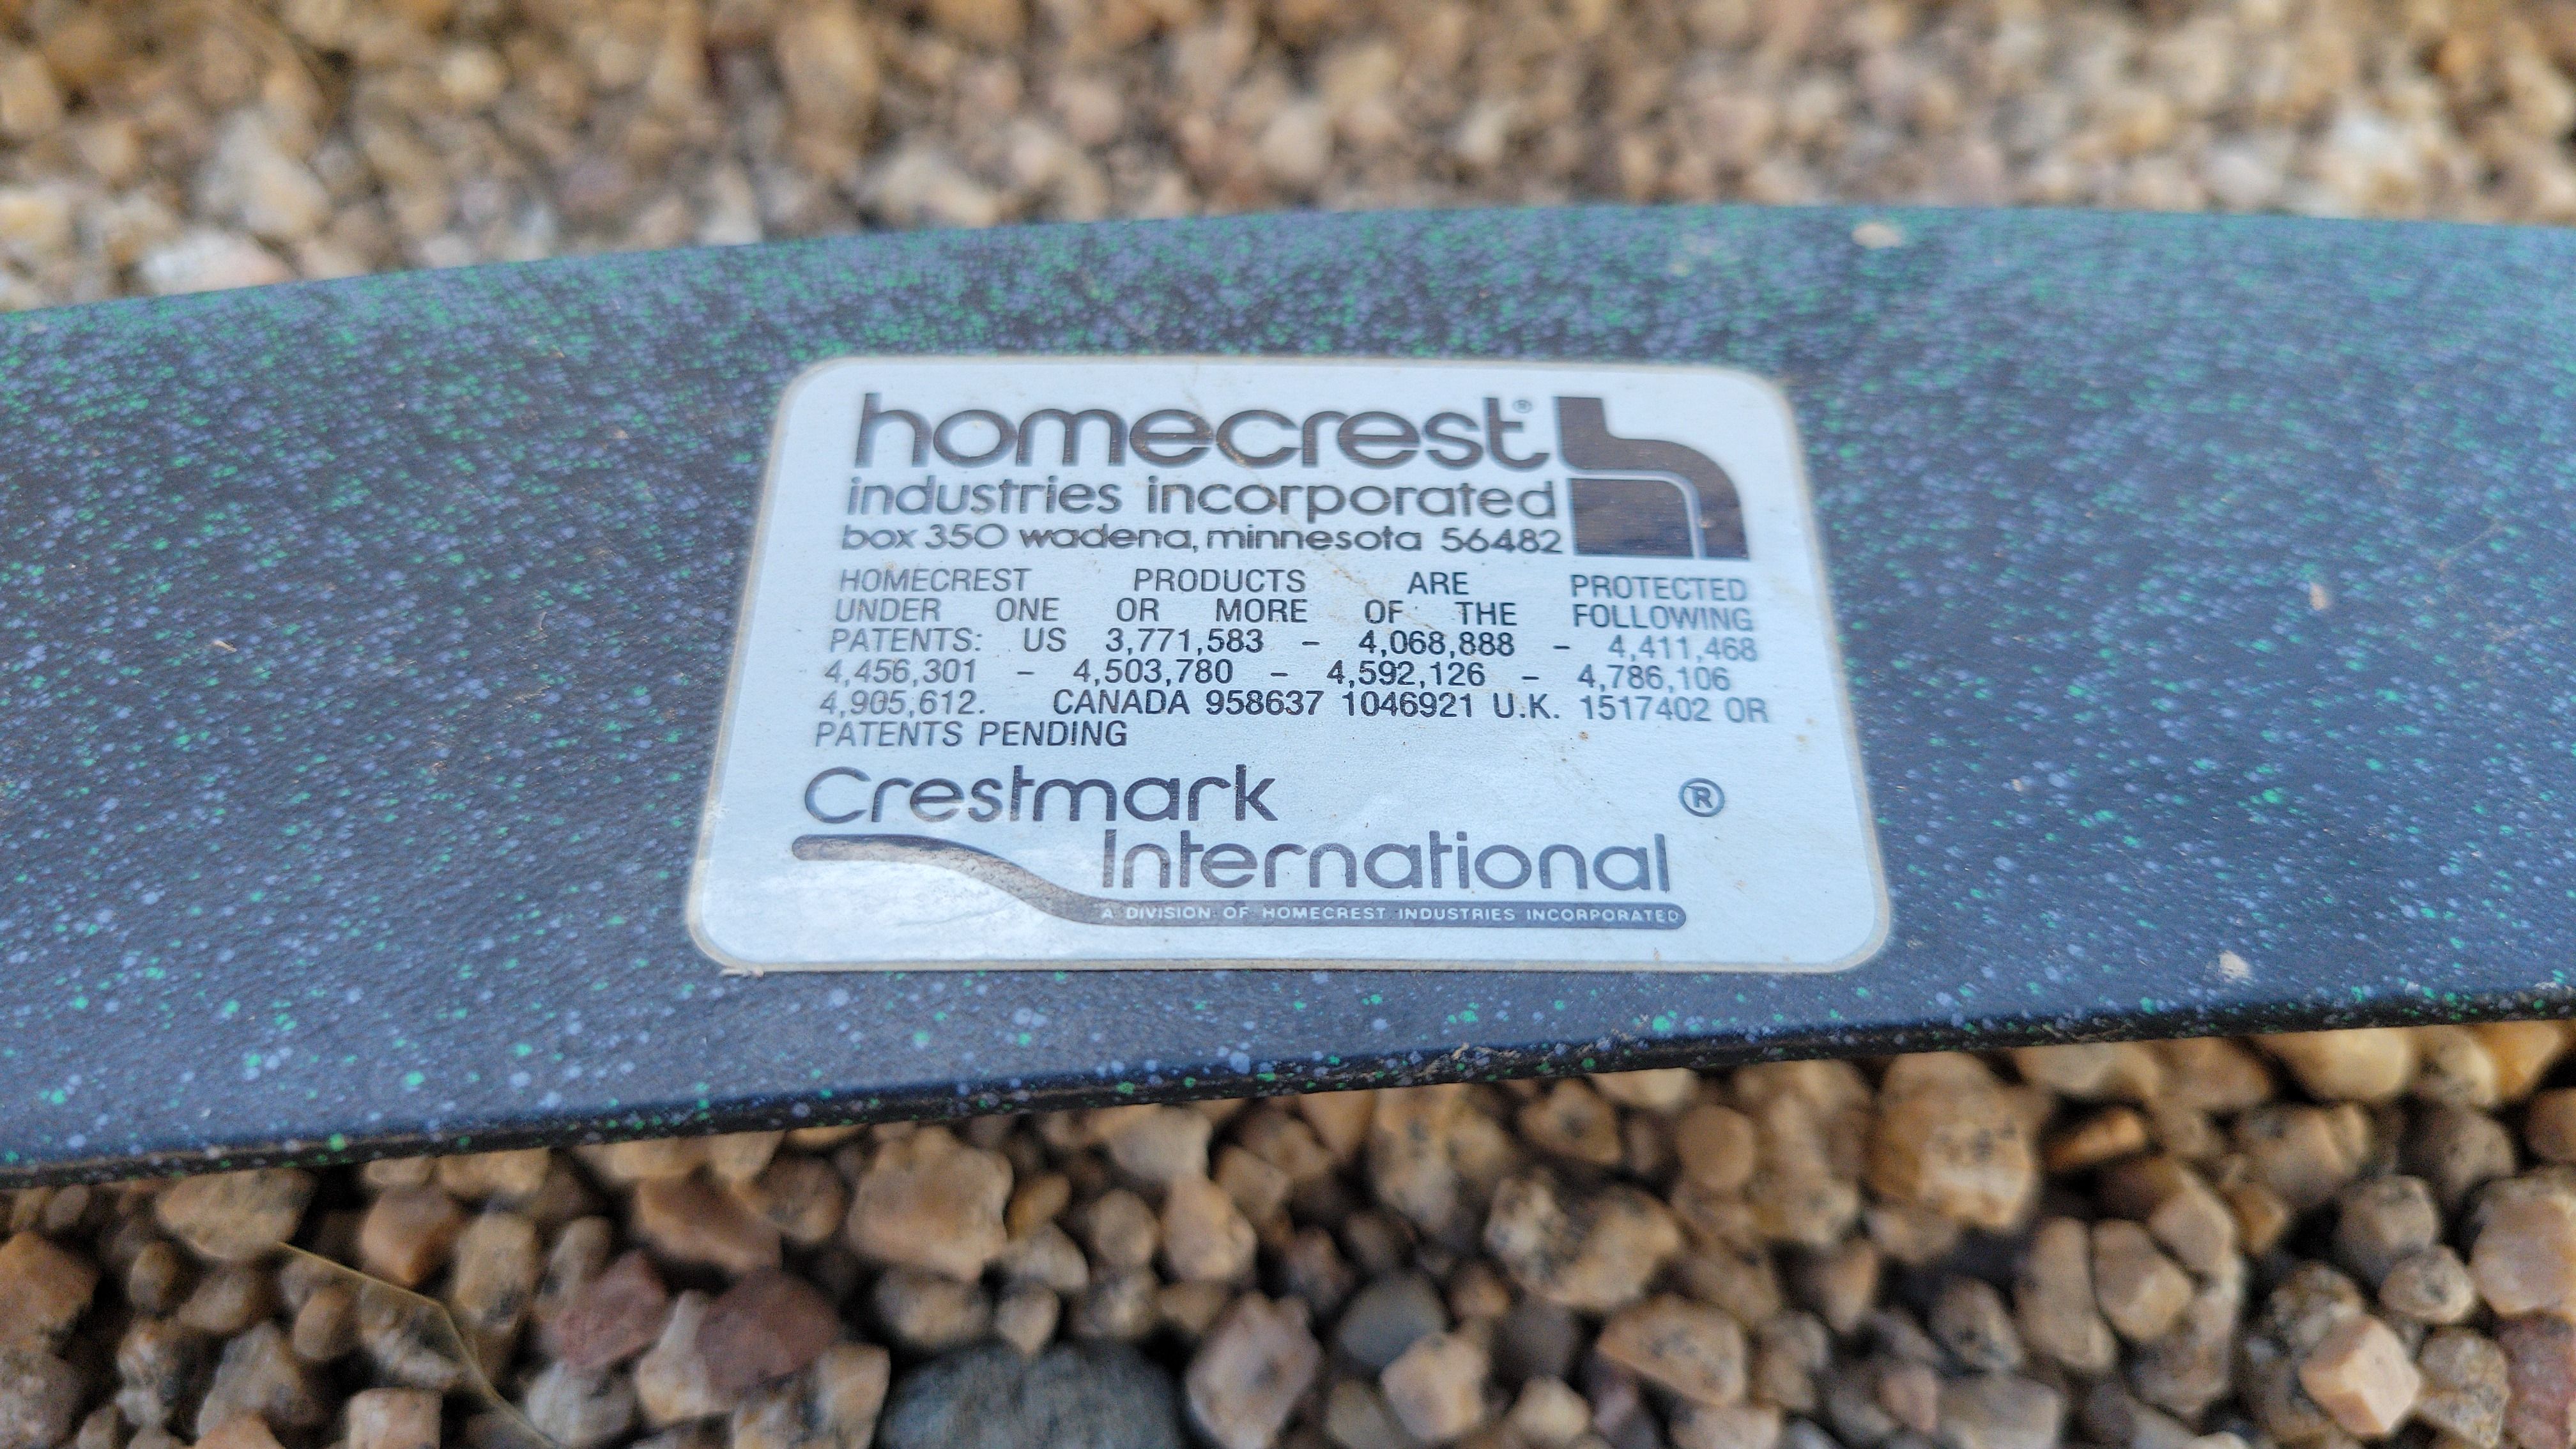 homecrest®
industries incorporated
box 350 wadena, minnesota 56482
HOMECREST PRODUCTS ARE PROTECTED
UNDER ONE OR MORE OF THE FOLLOWING
PATENTS: US 3,771,583 - 4,068,888 - 4,411,468
4,456,301 - 4,503,780 - 4,592,126 - 4,786,106
4,905,612. CANADA 958637 1046921 U.K. 1517402 OR
PATENTS PENDING
Crestmark ®
International
A DIVISION OF HOMECREST INDUSTRIES INCORPORATED